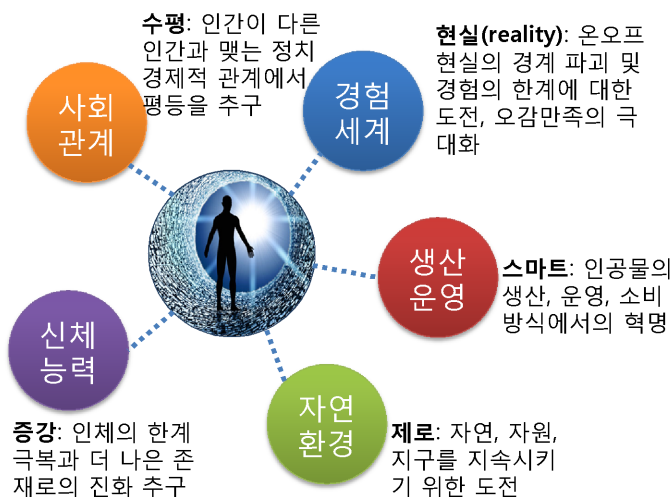 수평: 인간이 다른
인간과 맺는 정치
경제적 관계에서
평등을 추구
사회
관계
경험
세계
현실(reality): 온오프
현실의 경계 파괴 및
경험의 한계에 대한
도전, 오감만족의 극
대화
생산
운영
스마트: 인공물의
생산, 운영, 소비
방식에서의 혁명
신체
능력
증강: 인체의 한계
극복과 더 나은 존
재로의 진화 추구
자연
환경
제로: 자연, 자원,
지구를 지속시키
기 위한 도전